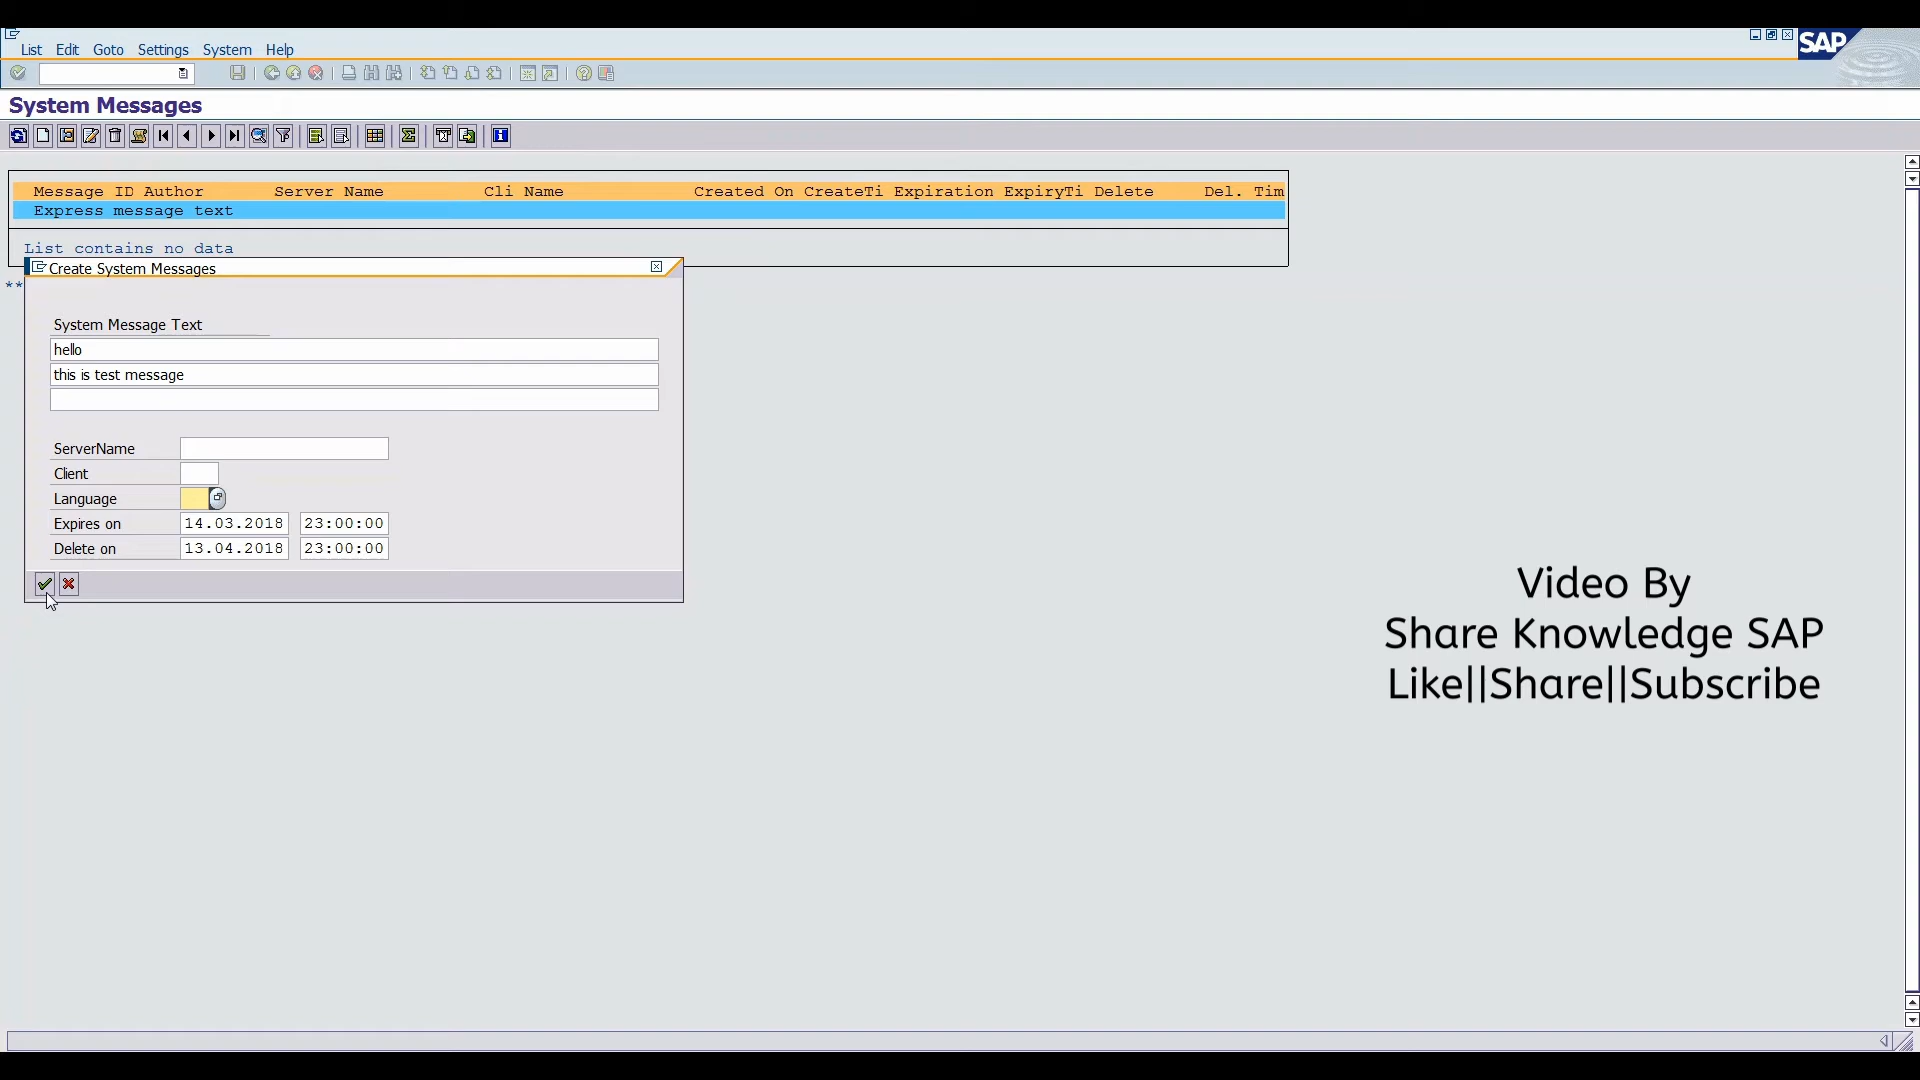 List Edit Goto Settings System Help
SAP
System Messages
Message ID Author Server Name Cli Name Created On CreateTi Expiration ExpiryTi Delete Del. Tim
Express message text
List contains no data
Create System Messages
**
System Message Text
hello
this is test message
ServerName
Client
Language
Expires on 14.03.2018 23:00:00
Delete on 13.04.2018 23:00:00
Video By
Share Knowledge SAP
Like||Share||Subscribe